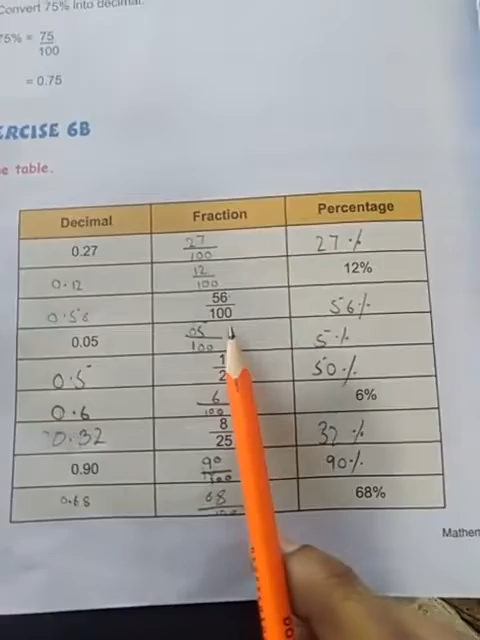 Convert 75% into decimal.
75% = 75
100
= 0.75
ERCISE 6B
e table.
Decimal Fraction Percentage
0.27 27/100 27%
0.12 12/100 12%
0.56 56/100 56%
0.05 05/100 5%
0.5 1/2 50%
0.6 6/100 6%
0.32 8/25 32%
0.90 90/100 90%
0.68 68/100 68%
Mathem